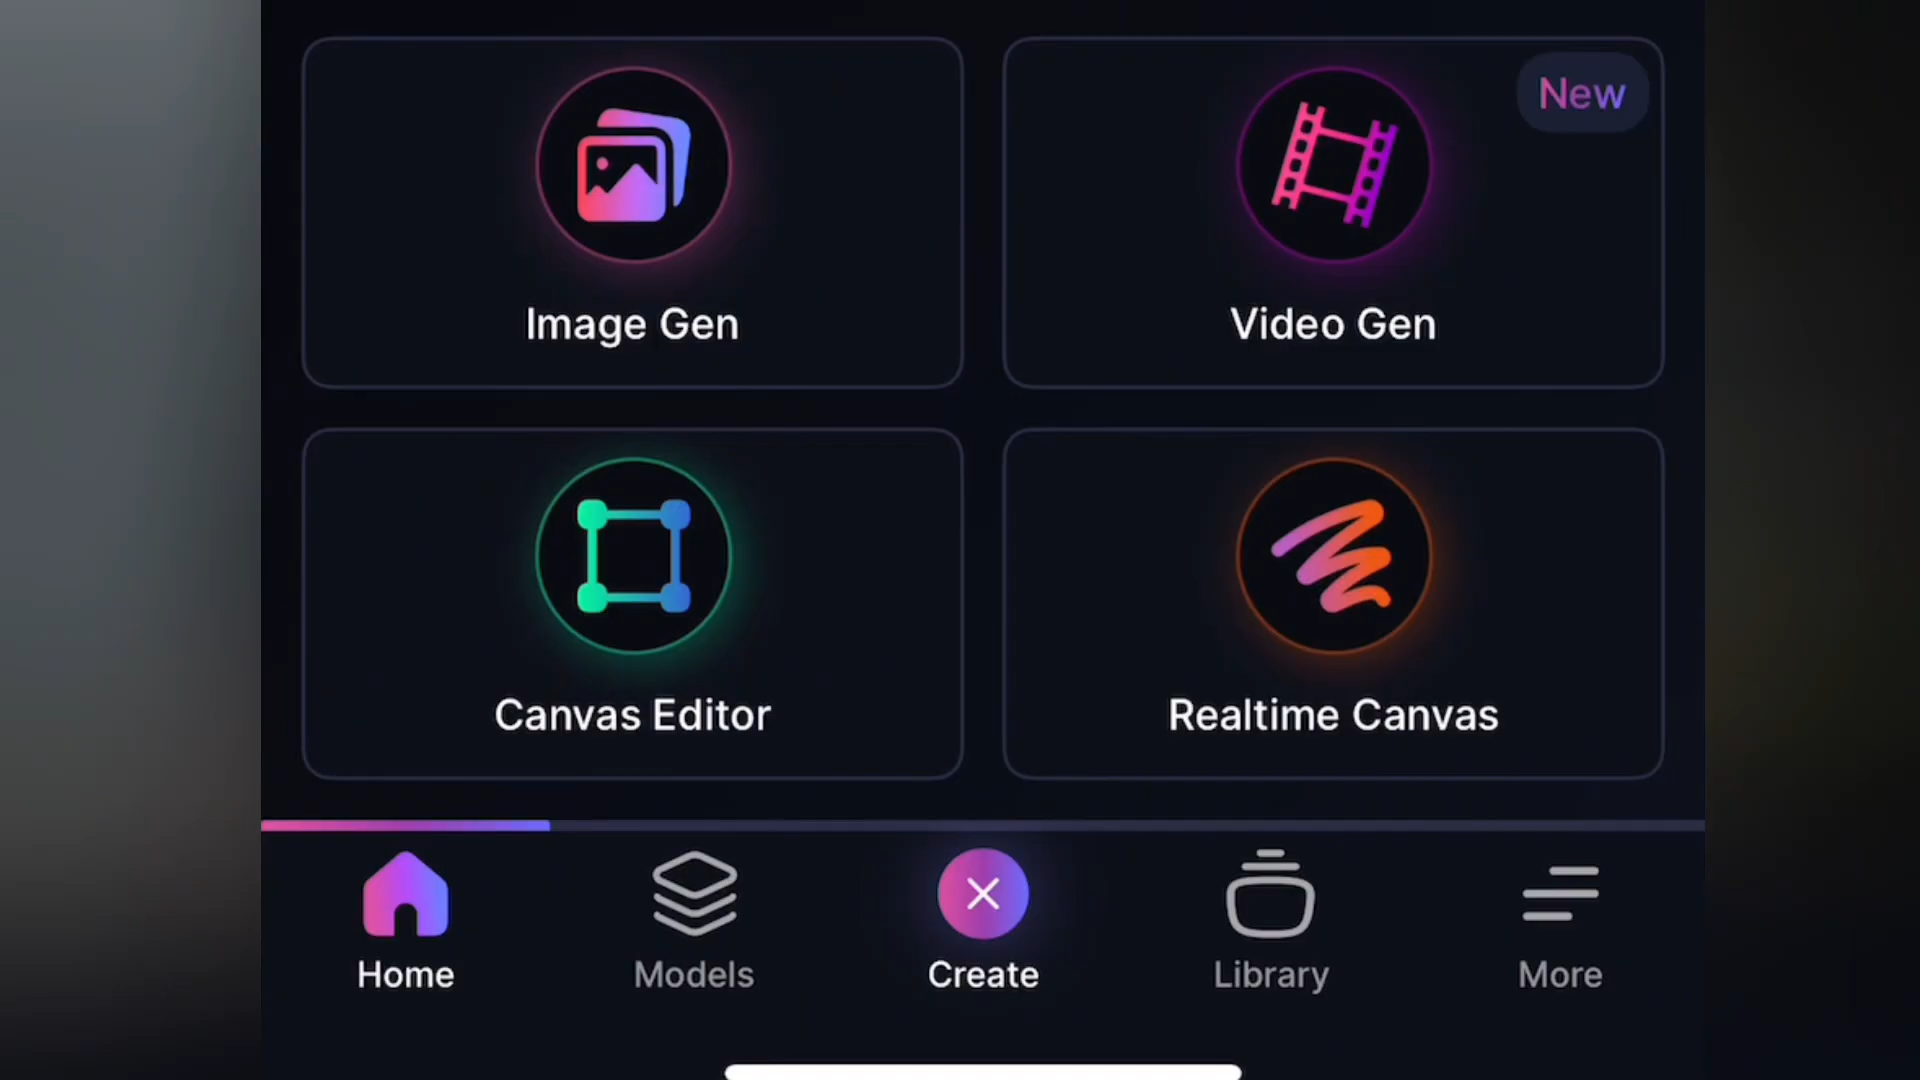 New
Image Gen
Video Gen
Canvas Editor
Realtime Canvas
Home
Models
Create
Library
More